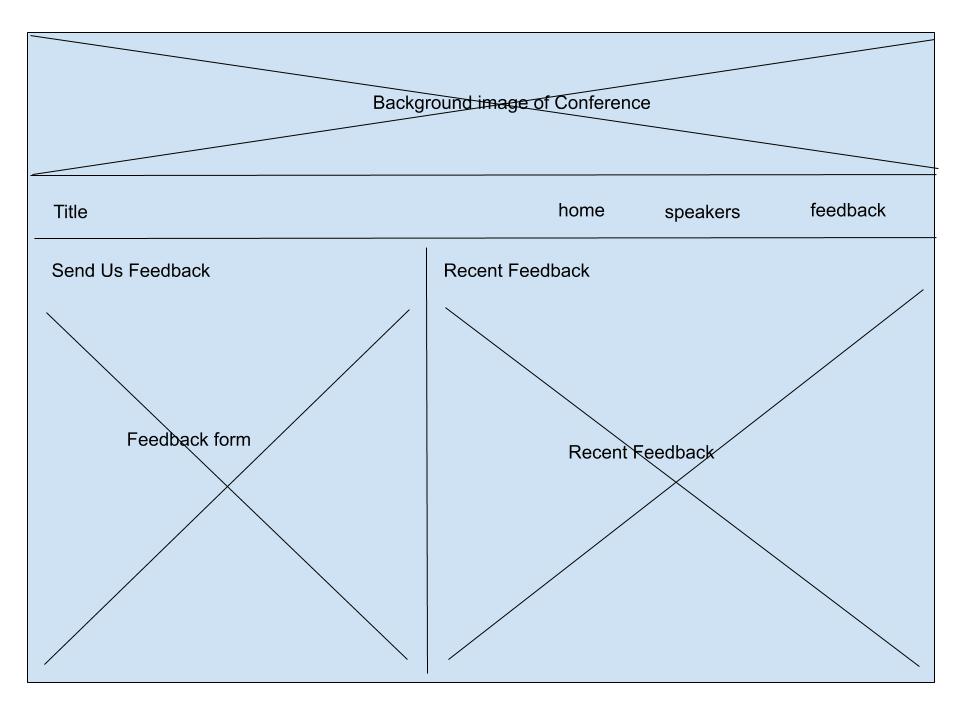 Background image of Conference
Title
home
speakers
feedback
Send Us Feedback
Recent Feedback
Feedback form
Recent Feedback